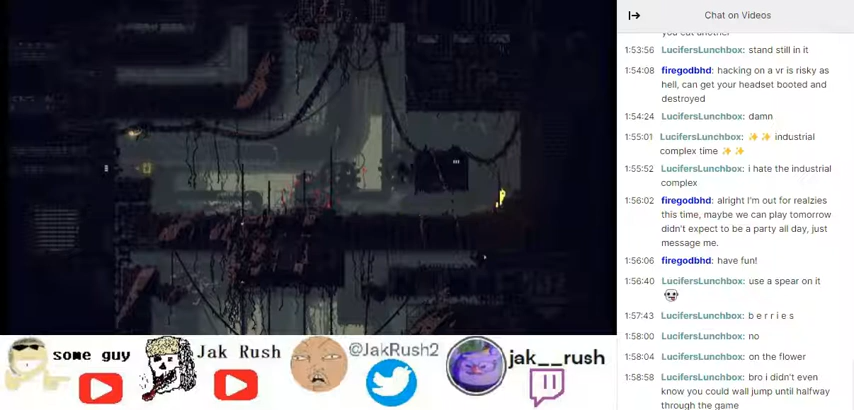 Chat on Videos
you eat another
1:53:56 LucifersLunchbox: stand still in it
1:54:08 firegodbhd: hacking on a vr is risky as
hell, can get your headset booted and
destroyed
1:54:24 LucifersLunchbox: damn
1:55:01 LucifersLunchbox: ✨ ✨ industrial
complex time ✨ ✨
1:55:52 LucifersLunchbox: i hate the industrial
complex
1:56:02 firegodbhd: alright I'm out for realzies
this time, maybe we can play tomorrow
didn't expect to be a party all day, just
message me.
1:56:06 firegodbhd: have fun!
1:56:40 LucifersLunchbox: use a spear on it
1:57:43 LucifersLunchbox: b e r r i e s
1:58:00 LucifersLunchbox: no
1:58:04 LucifersLunchbox: on the flower
1:58:58 LucifersLunchbox: bro i didn't even
know you could wall jump until halfway
through the game
some guy
Jak Rush
@JakRush2
jak__rush